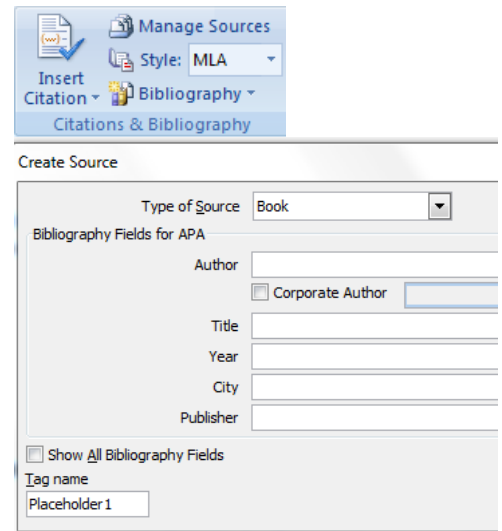 Manage Sources
Style: MLA
Insert
Citation
Bibliography
Citations & Bibliography
Create Source
Type of Source Book
Bibliography Fields for APA
Author
Corporate Author
Title
Year
City
Publisher
Show All Bibliography Fields
Tag name
Placeholder1